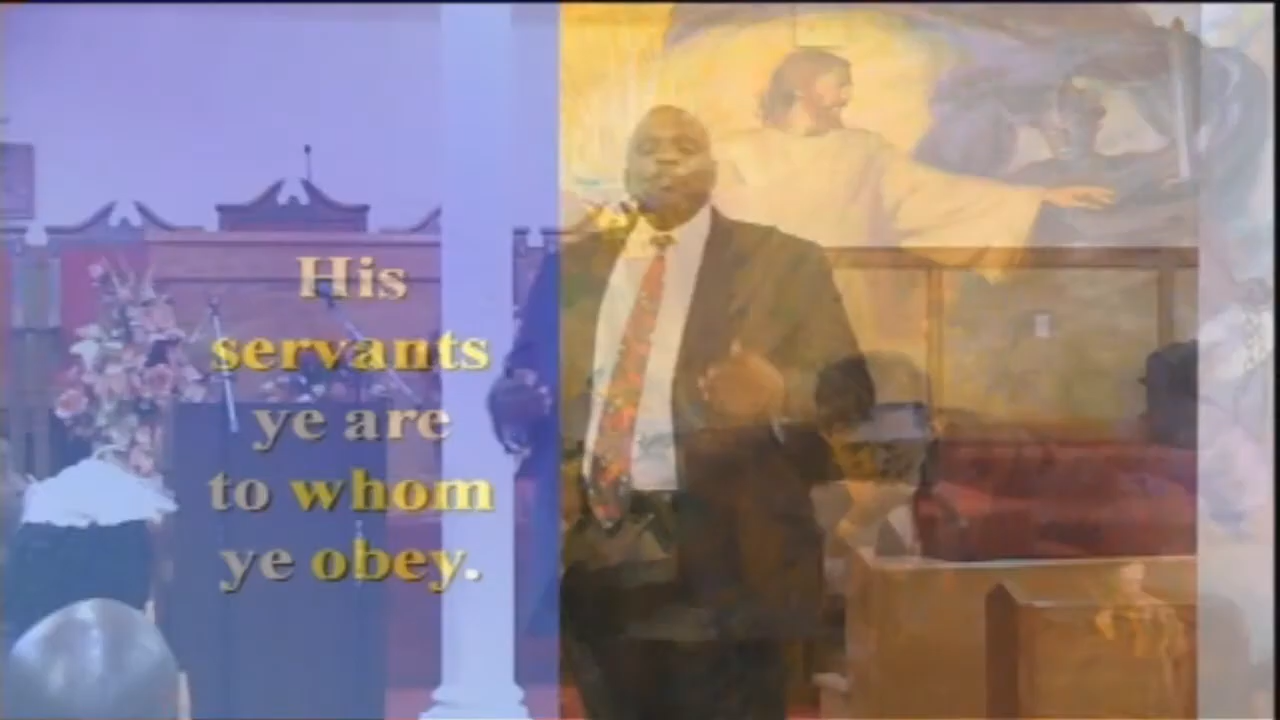 His
servants
ye are
to whom
ye obey.